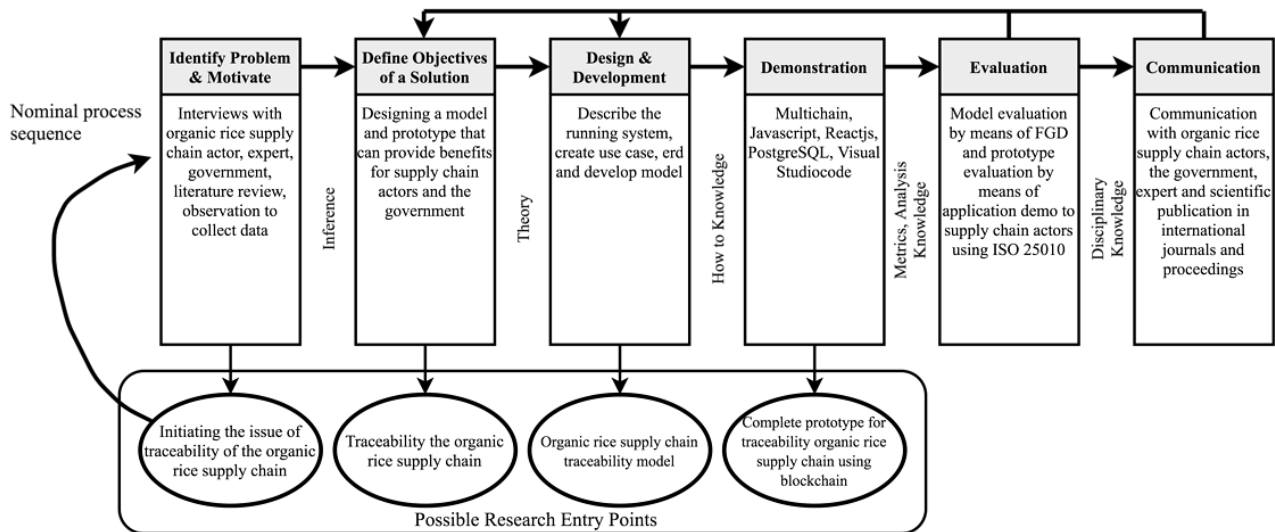 Nominal process
sequence
Identify Problem
& Motivate
Interviews with
organic rice supply
chain actor, expert,
government,
literature review,
observation to
collect data
Inference
Define Objectives
of a Solution
Designing a model
and prototype that
can provide benefits
for supply chain
actors and the
government
Theory
Design &
Development
Describe the
running system,
create use case, erd
and develop model
How to Knowledge
Demonstration
Multichain,
Javascript, Reactjs,
PostgreSQL, Visual
Studiocode
Metrics, Analysis
Knowledge
Evaluation
Model evaluation
by means of FGD
and prototype
evaluation by
means of
application demo to
supply chain actors
using ISO 25010
Disciplinary
Knowledge
Communication
Communication
with organic rice
supply chain actors,
the government,
expert and scientific
publication in
international
journals and
proceedings
Initiating the issue of
traceability of the organic
rice supply chain
Traceability the organic
rice supply chain
Organic rice supply chain
traceability model
Complete prototype for
traceability organic rice
supply chain using
blockchain
Possible Research Entry Points